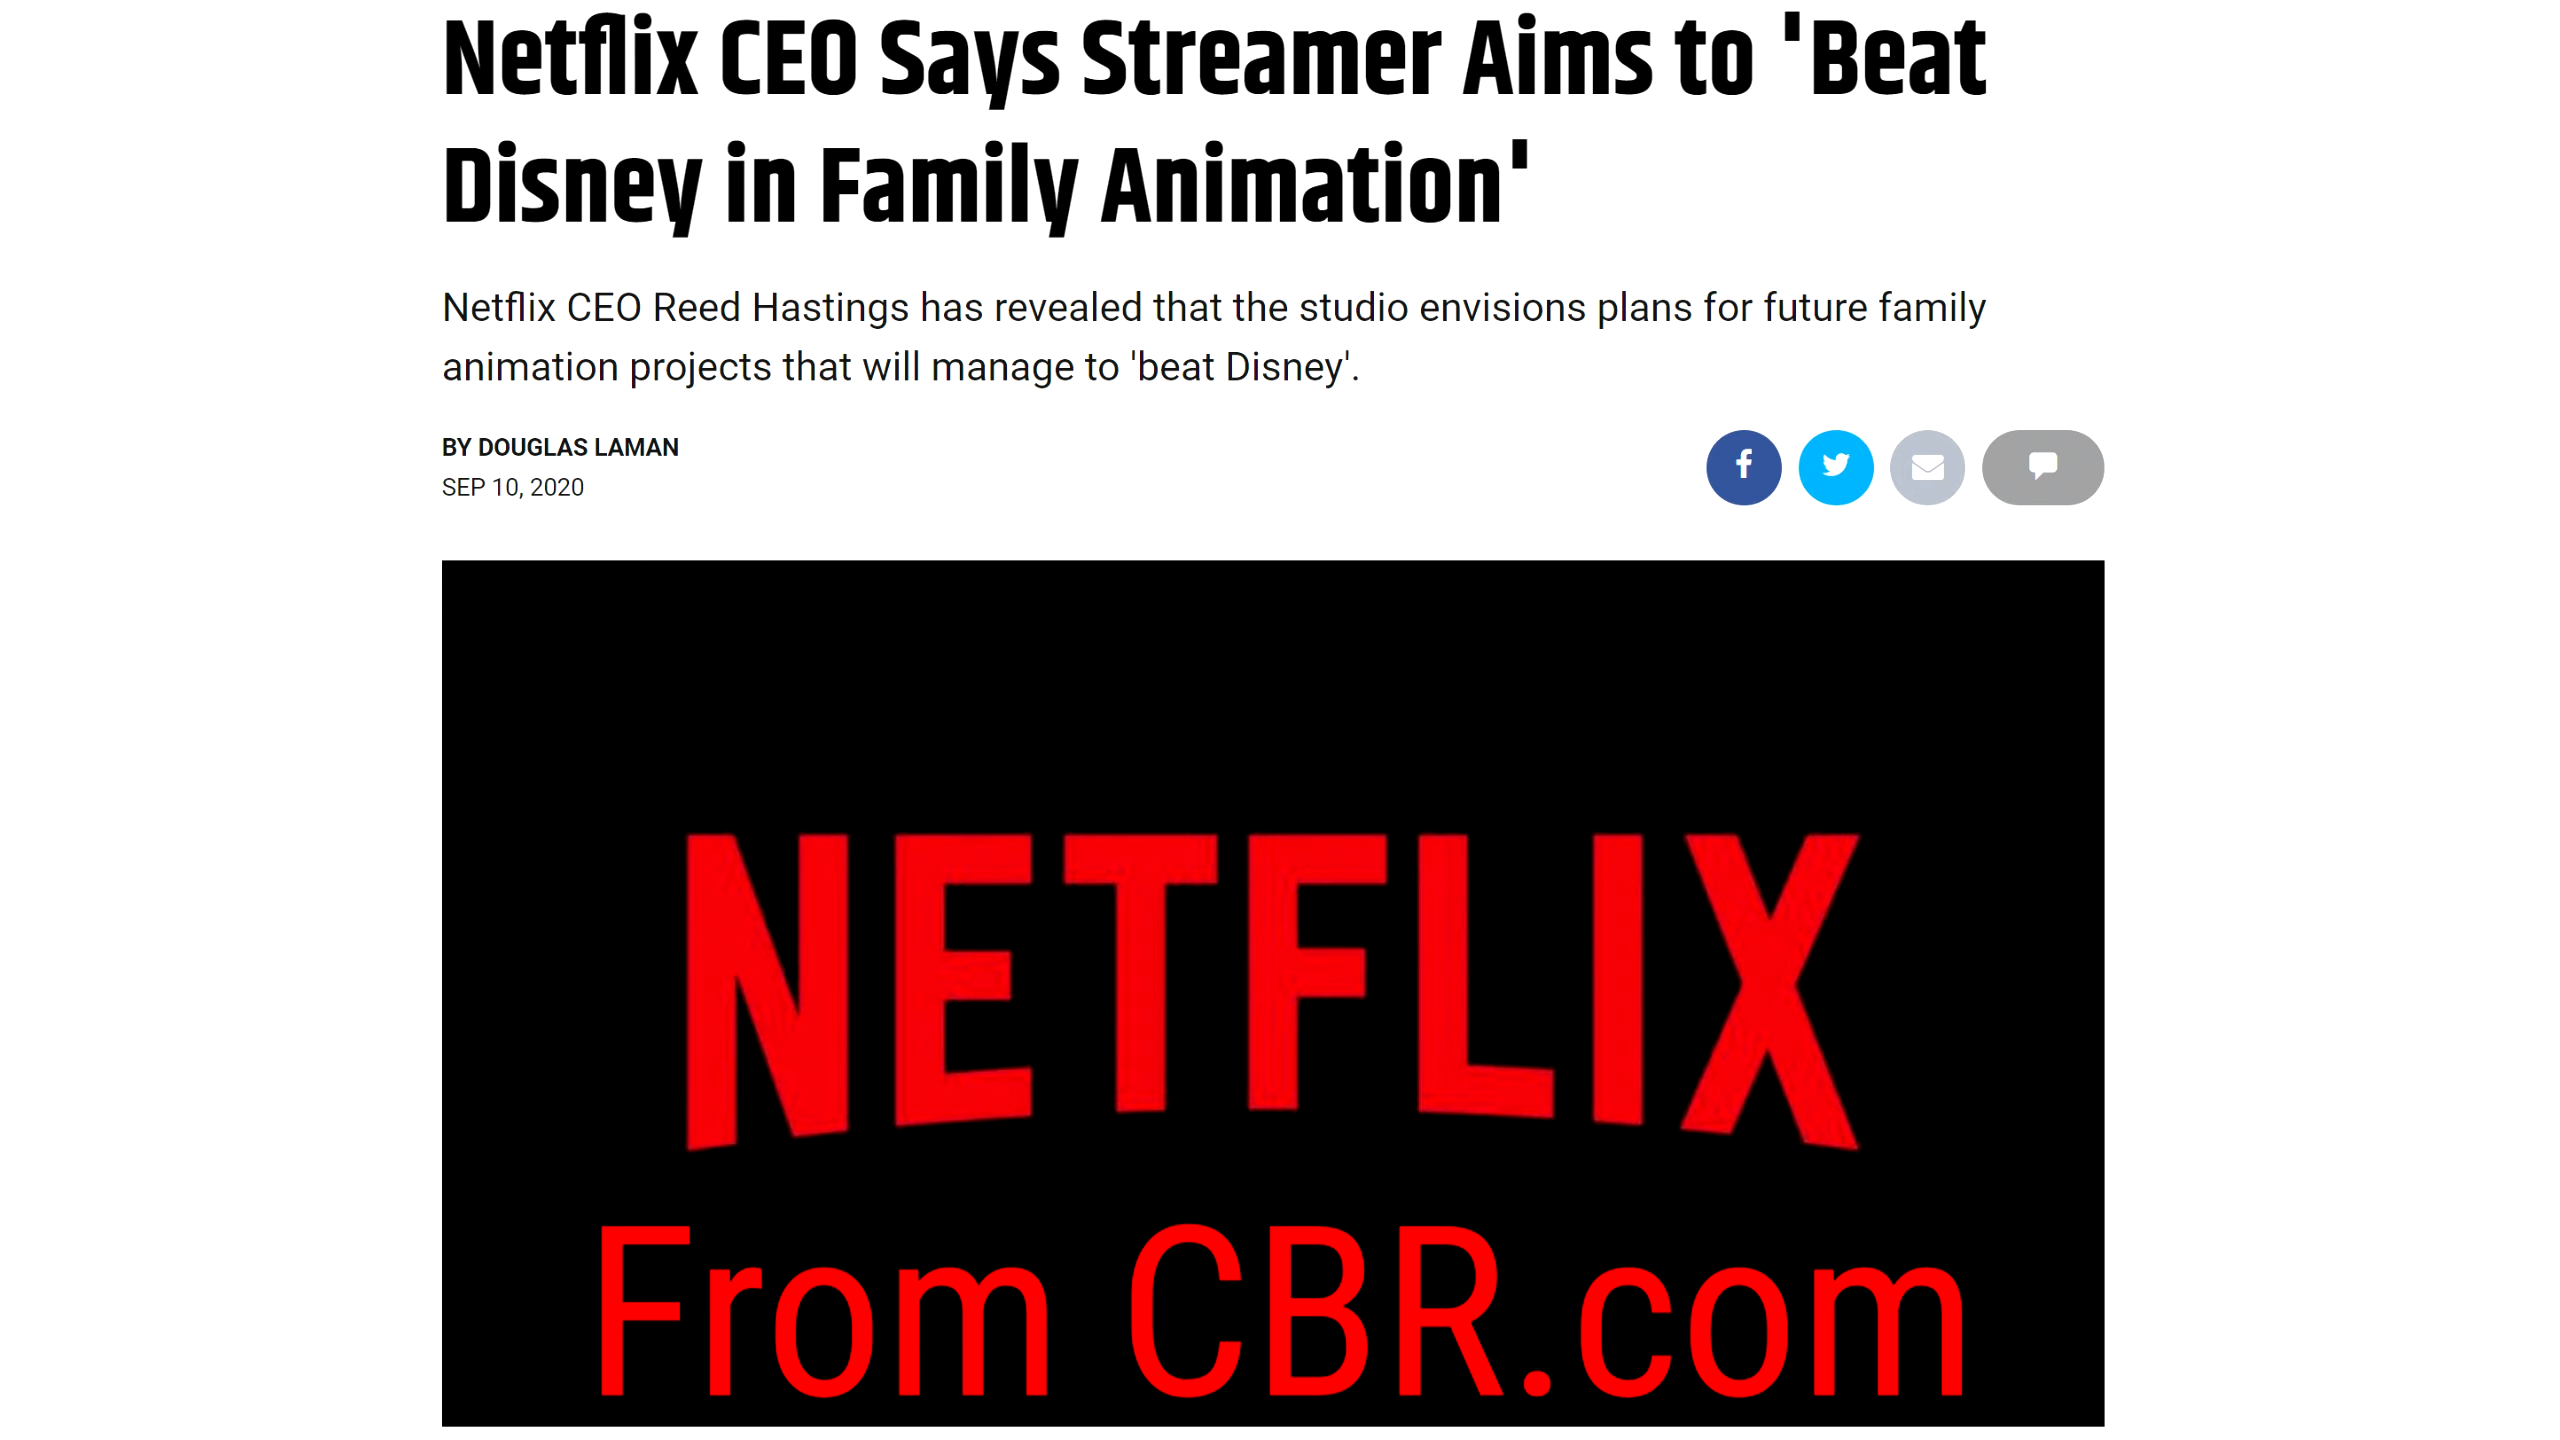 Netflix CEO Says Streamer Aims to 'Beat
Disney in Family Animation'
Netflix CEO Reed Hastings has revealed that the studio envisions plans for future family
animation projects that will manage to 'beat Disney'.
BY DOUGLAS LAMAN
SEP 10, 2020
NETFLIX
From CBR.com